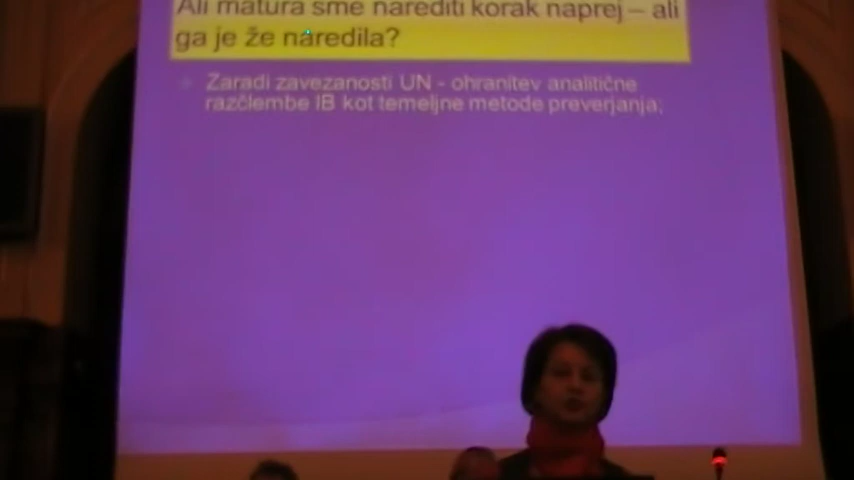 Ali matura sme narediti korak naprej – ali
ga je že naredila?
Zaradi zavezanosti UN - ohranitev analitične
razčlembe IB kot temeljne metode preverjanja;